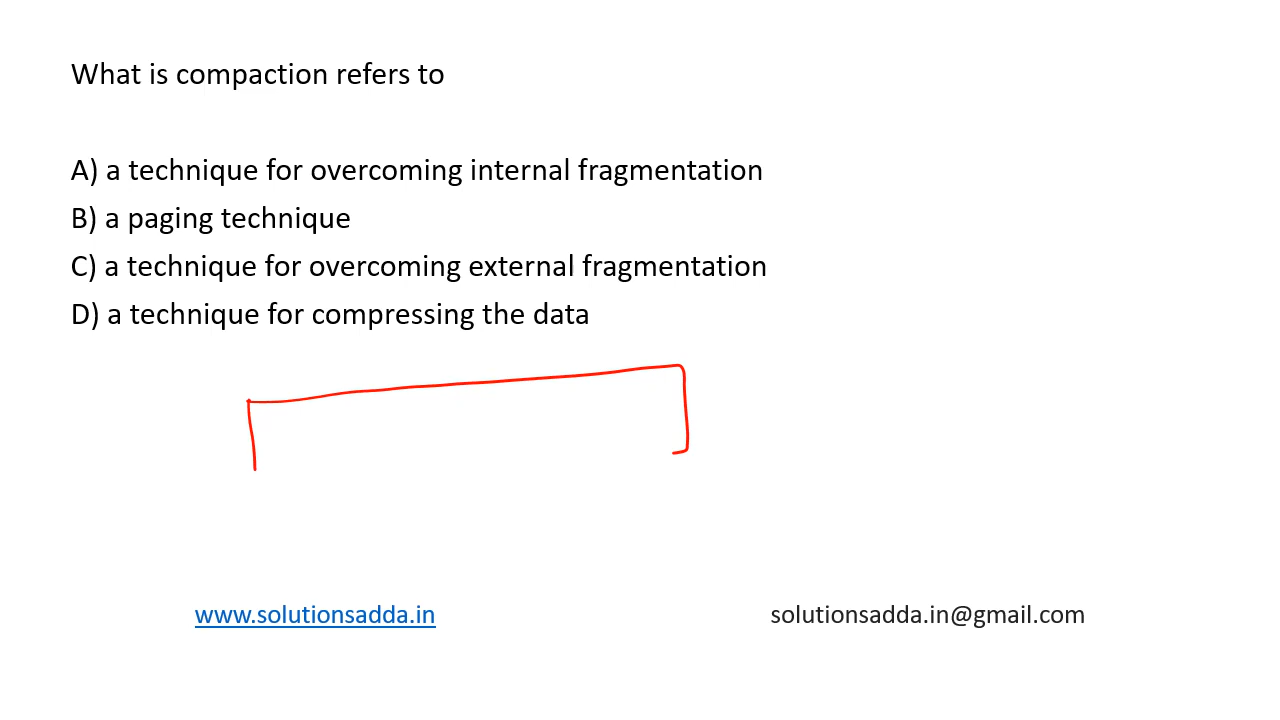 What is compaction refers to
A) a technique for overcoming internal fragmentation
B) a paging technique
C) a technique for overcoming external fragmentation
D) a technique for compressing the data
www.solutionsadda.in
solutionsadda.in@gmail.com